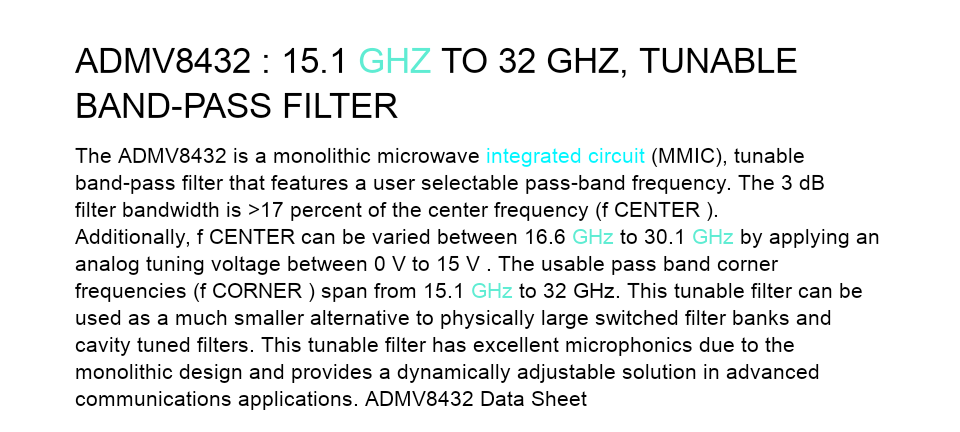 ADMV8432 : 15.1 GHZ TO 32 GHZ, TUNABLE
BAND-PASS FILTER
The ADMV8432 is a monolithic microwave integrated circuit (MMIC), tunable
band-pass filter that features a user selectable pass-band frequency. The 3 dB
filter bandwidth is >17 percent of the center frequency (f CENTER ).
Additionally, f CENTER can be varied between 16.6 GHz to 30.1 GHz by applying an
analog tuning voltage between 0 V to 15 V . The usable pass band corner
frequencies (f CORNER ) span from 15.1 GHz to 32 GHz. This tunable filter can be
used as a much smaller alternative to physically large switched filter banks and
cavity tuned filters. This tunable filter has excellent microphonics due to the
monolithic design and provides a dynamically adjustable solution in advanced
communications applications. ADMV8432 Data Sheet